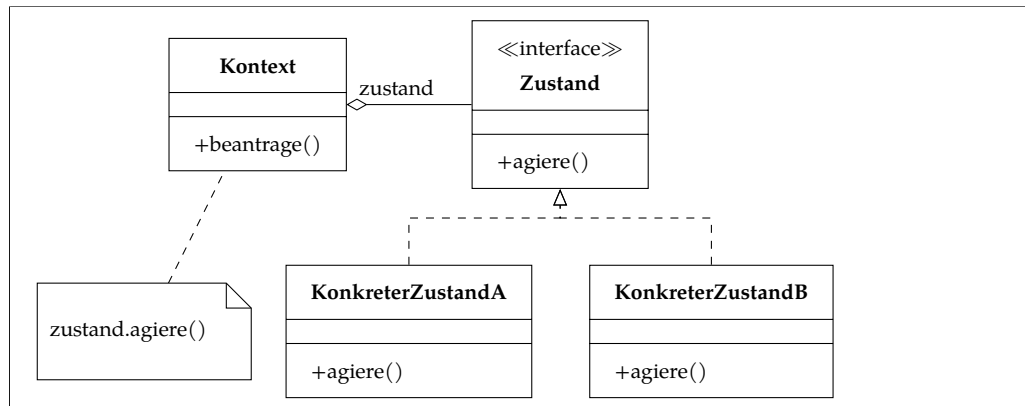 Kontext
+beantrage()
zustand
≪interface≫
Zustand
+agiere()
zustand.agiere()
KonkreterZustandA
+agiere()
KonkreterZustandB
+agiere()